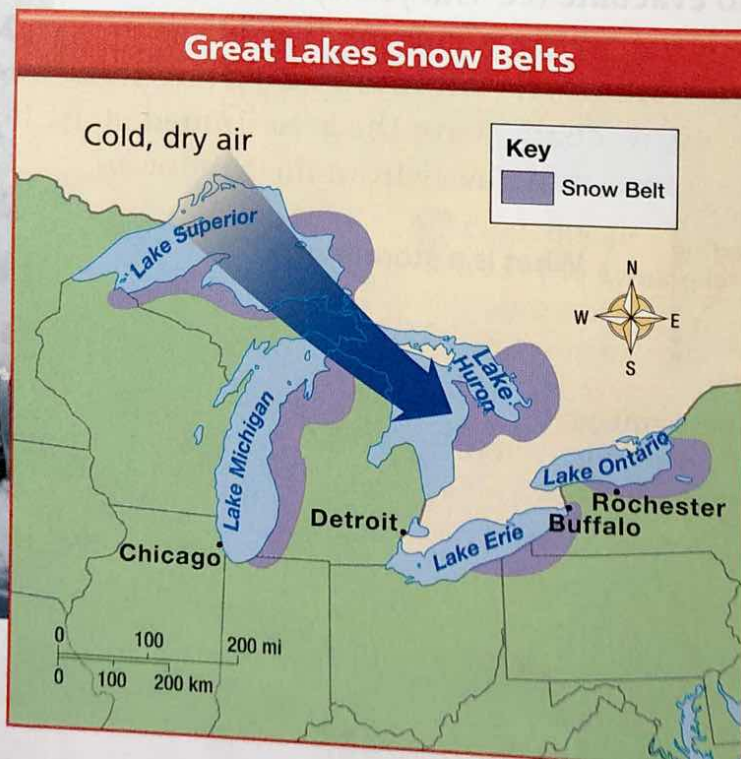 Great Lakes Snow Belts
Cold, dry air
Key
Snow Belt
Lake Superior
N
W
E
S
Lake
Huron
Lake Michigan
Lake Ontario
Rochester
Detroit
Buffalo
Lake Erie
Chicago
0 100 200 mi
0 100 200 km